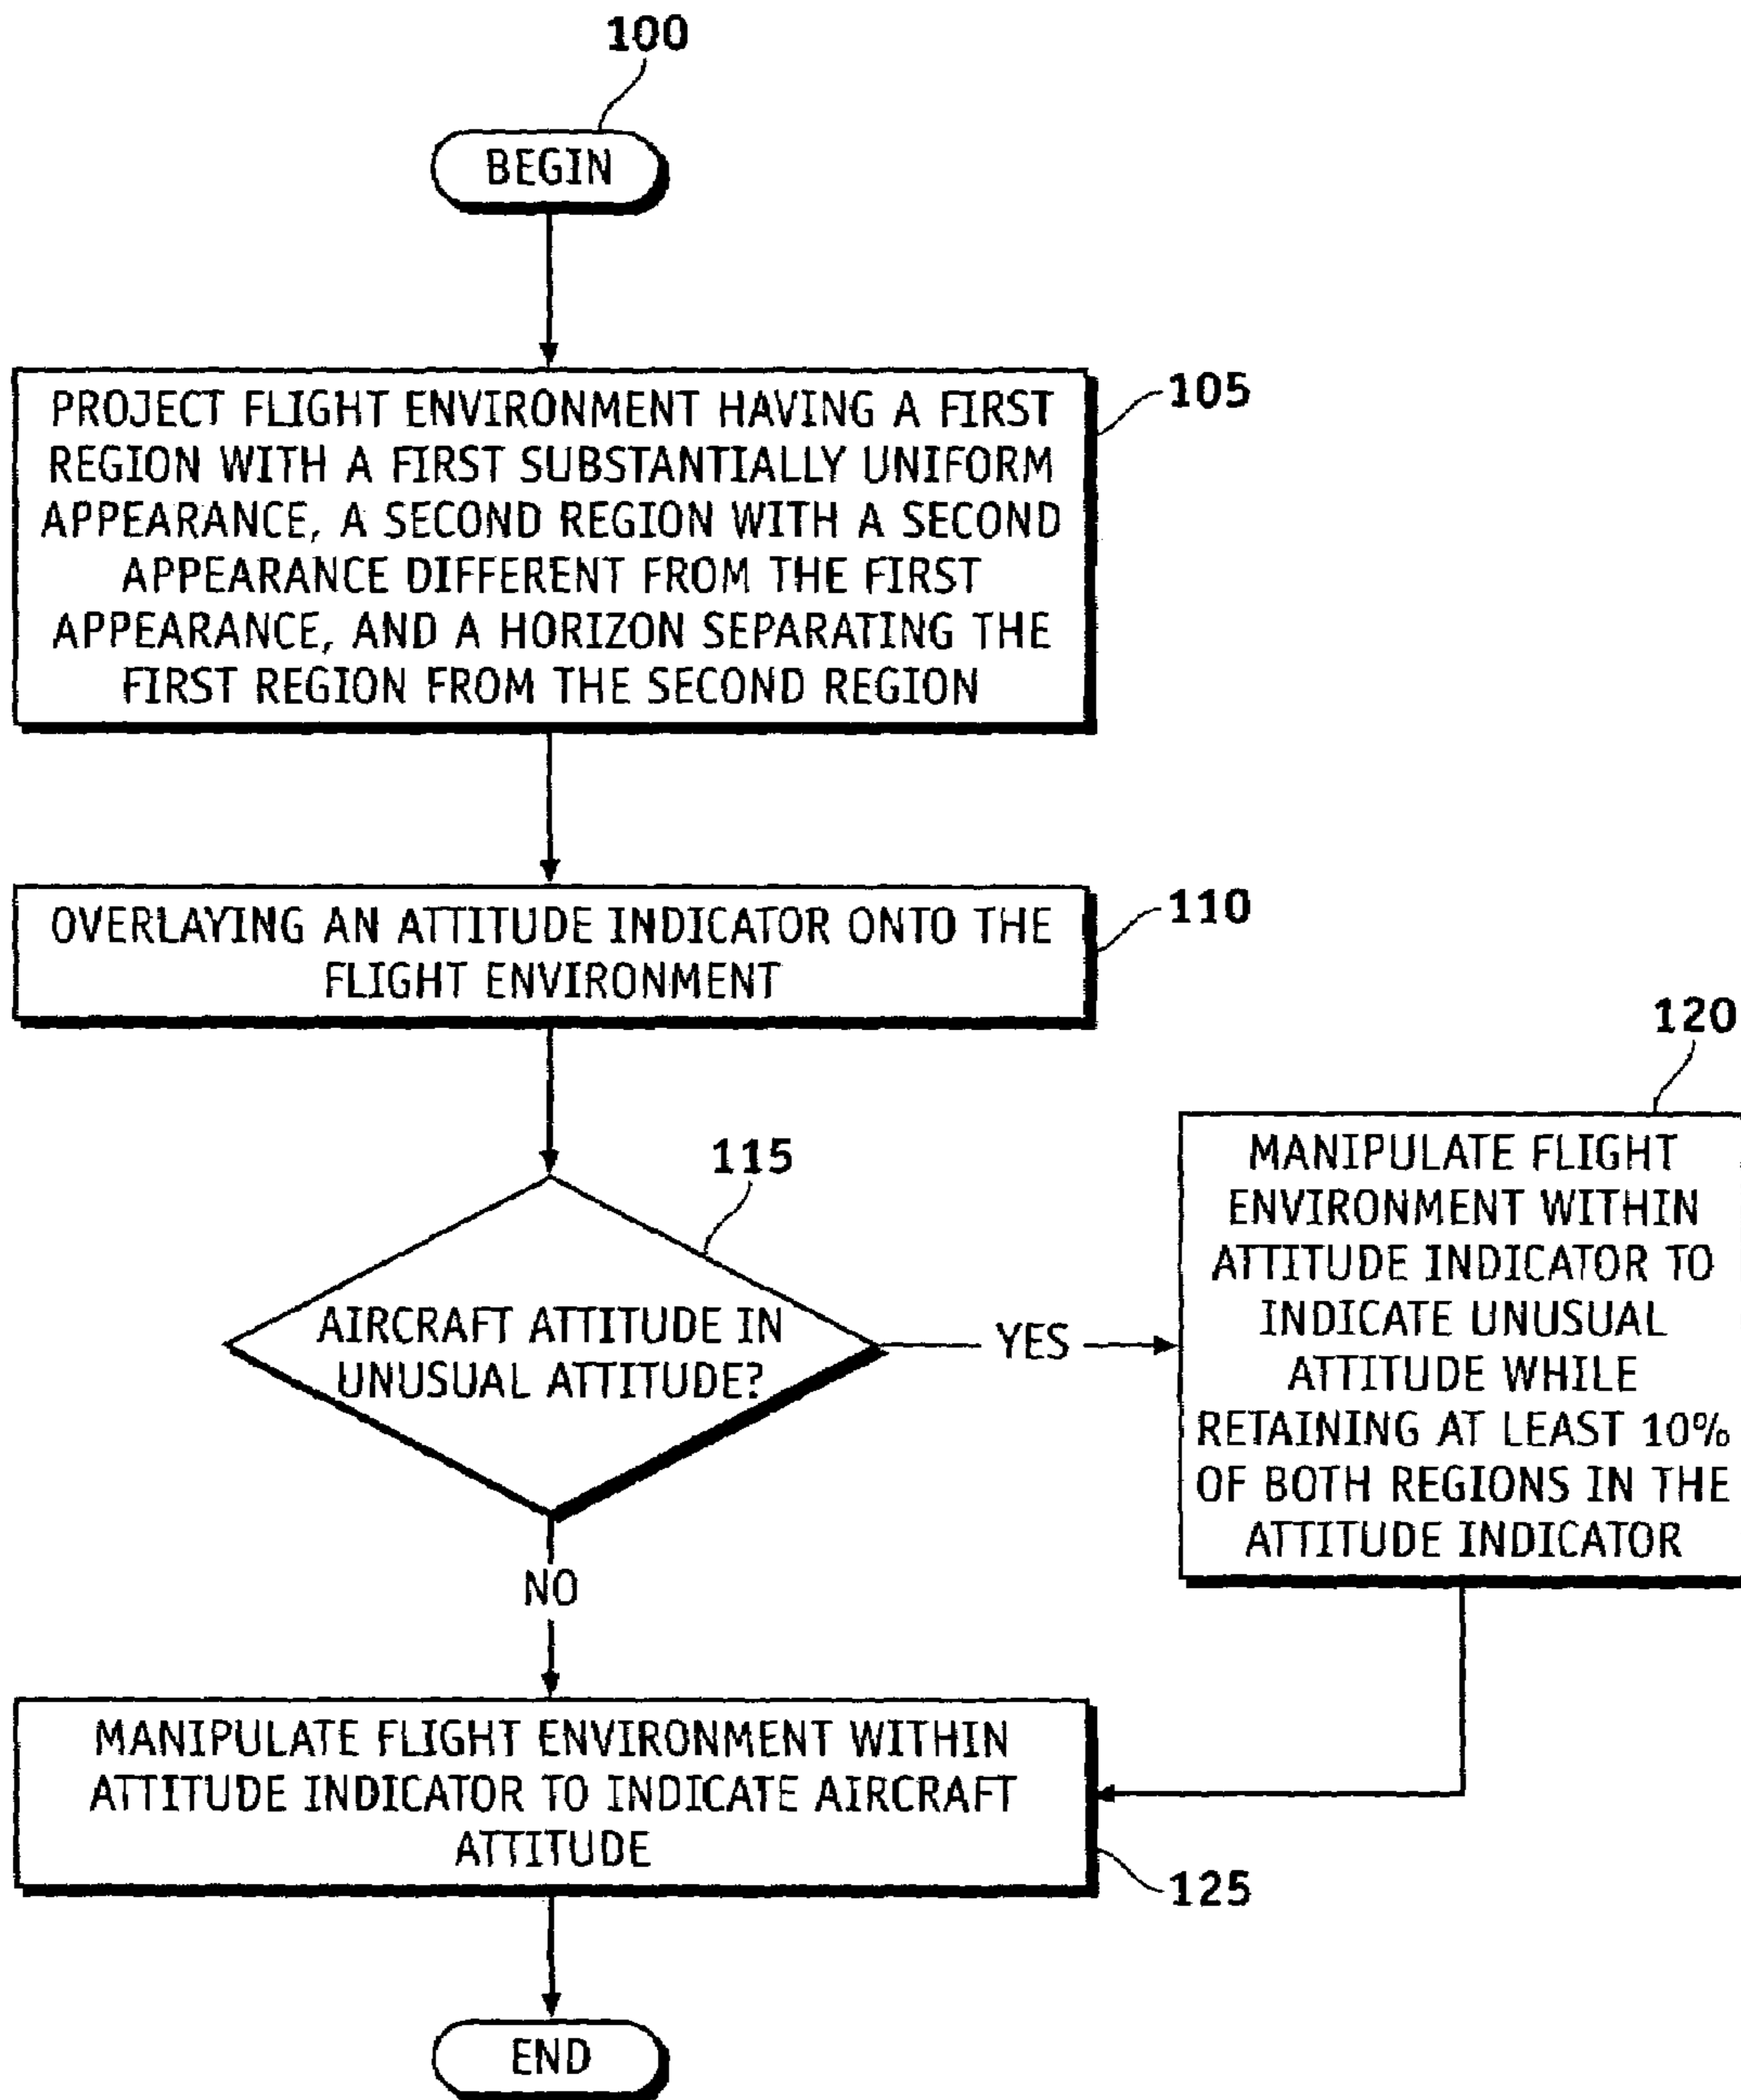 100
BEGIN
PROJECT FLIGHT ENVIRONMENT HAVING A FIRST
REGION WITH A FIRST SUBSTANTIALLY UNIFORM
APPEARANCE, A SECOND REGION WITH A SECOND
APPEARANCE DIFFERENT FROM THE FIRST
APPEARANCE, AND A HORIZON SEPARATING THE
FIRST REGION FROM THE SECOND REGION
105
OVERLAYING AN ATTITUDE INDICATOR ONTO THE
FLIGHT ENVIRONMENT
110
115
AIRCRAFT ATTITUDE IN
UNUSUAL ATTITUDE?
YES
120
MANIPULATE FLIGHT
ENVIRONMENT WITHIN
ATTITUDE INDICATOR TO
INDICATE UNUSUAL
ATTITUDE WHILE
RETAINING AT LEAST 10%
OF BOTH REGIONS IN THE
ATTITUDE INDICATOR
NO
MANIPULATE FLIGHT ENVIRONMENT WITHIN
ATTITUDE INDICATOR TO INDICATE AIRCRAFT
ATTITUDE
125
END